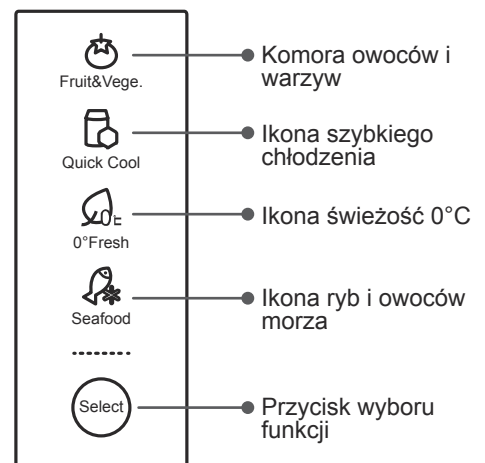 Fruit&Vege.
Komora owoców i
warzyw
Quick Cool
Ikona szybkiego
chłodzenia
0°Fresh
Ikona świeżość 0°C
Seafood
Ikona ryb i owoców
morza
Select
Przycisk wyboru
funkcji